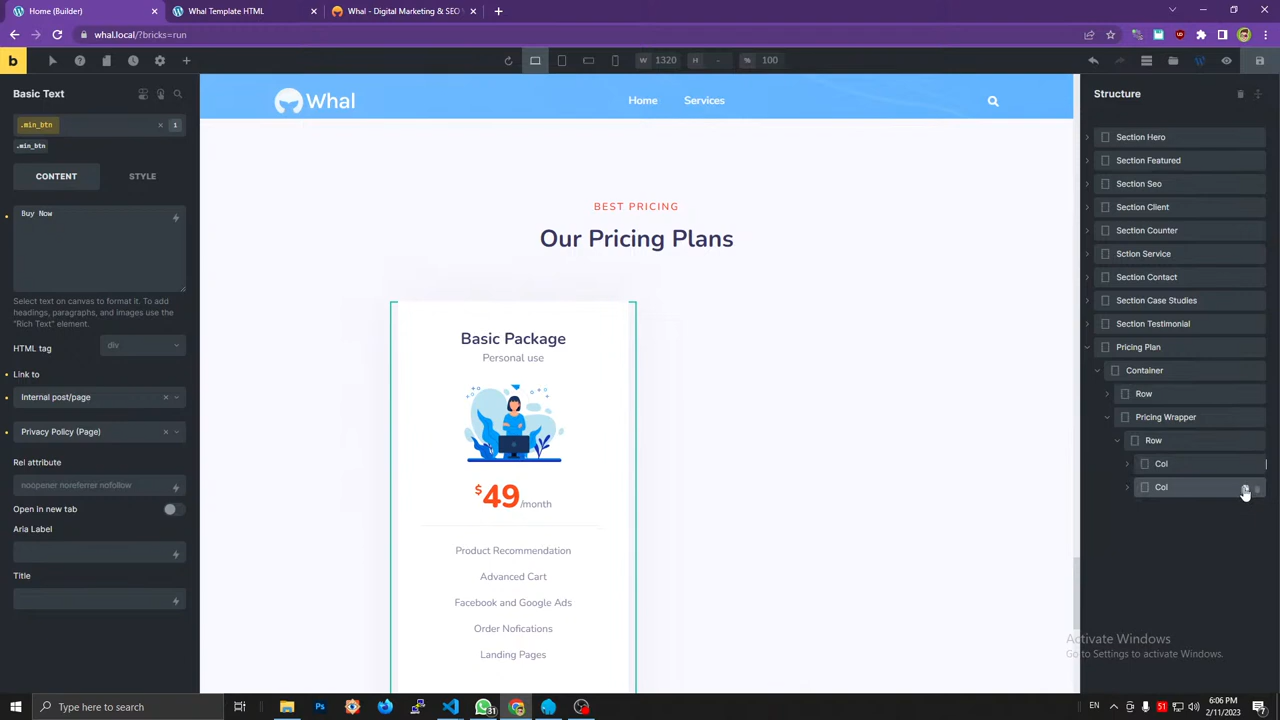 Home (Bricks)
Whal Template HTML
Whal - Digital Marketing & SEO
whal.local/?bricks=run
b
W 1320 H - % 100
Basic Text
.min_btn
1
.min_btn
CONTENT STYLE
Buy Now
Select text on canvas to format it. To add
headings, paragraphs, and images use the
"Rich Text" element.
HTML tag div
Link to
Internal post/page
Privacy Policy (Page)
Rel attribute
noopener noreferrer nofollow
Open in new tab
Aria Label
Title
Whal
Home Services
BEST PRICING
Our Pricing Plans
Basic Package
Personal use
$49/month
Product Recommendation
Advanced Cart
Facebook and Google Ads
Order Nofications
Landing Pages
Structure
Section Hero
Section Featured
Section Seo
Section Client
Section Counter
Sction Service
Section Contact
Section Case Studies
Section Testimonial
Pricing Plan
Container
Row
Pricing Wrapper
Row
Col
Col
Activate Windows
Go to Settings to activate Windows.
Type here to search
31
EN
51
6:06 PM
2/11/2023